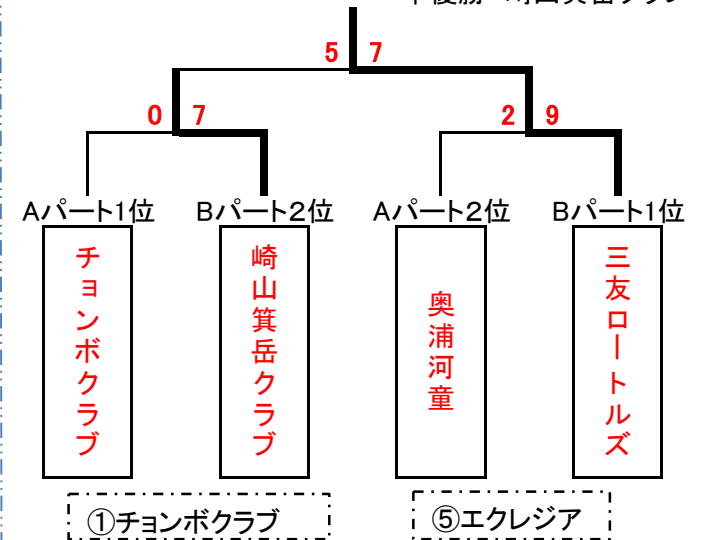 5 7
0 7
2 9
Aパート1位 Bパート2位 Aパート2位 Bパート1位
チョンボクラブ
崎山箕岳クラブ
奥浦河童
三友ロートルズ
①チョンボクラブ ⑤エクレジア